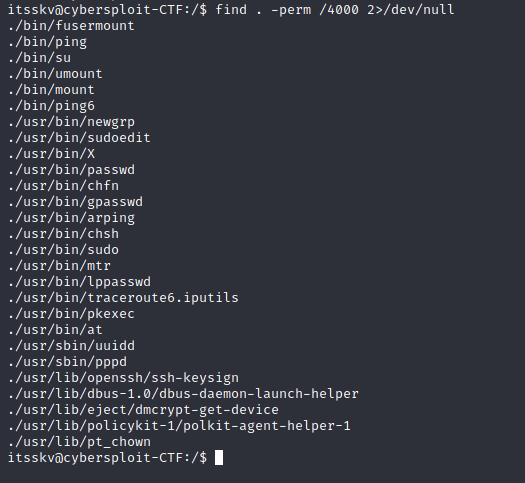 itsskv@cybersploit-CTF:/$ find . -perm /4000 2>/dev/null
./bin/fusermount
./bin/ping
./bin/su
./bin/umount
./bin/mount
./bin/ping6
./usr/bin/newgrp
./usr/bin/sudoedit
./usr/bin/X
./usr/bin/passwd
./usr/bin/chfn
./usr/bin/gpasswd
./usr/bin/arping
./usr/bin/chsh
./usr/bin/sudo
./usr/bin/mtr
./usr/bin/lppasswd
./usr/bin/traceroute6.iputils
./usr/bin/pkexec
./usr/bin/at
./usr/sbin/uuidd
./usr/sbin/pppd
./usr/lib/openssh/ssh-keysign
./usr/lib/dbus-1.0/dbus-daemon-launch-helper
./usr/lib/eject/dmcrypt-get-device
./usr/lib/policykit-1/polkit-agent-helper-1
./usr/lib/pt_chown
itsskv@cybersploit-CTF:/$